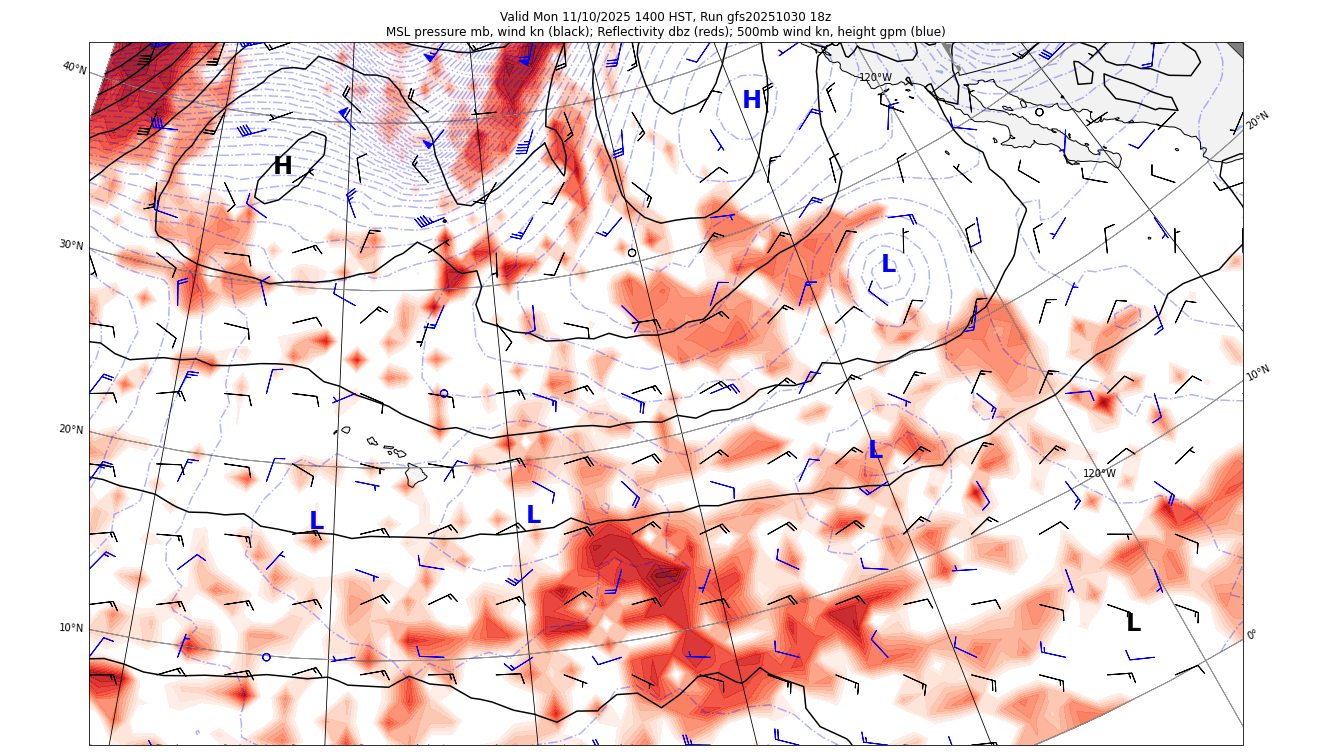 Valid Mon 11/10/2025 1400 HST, Run gfs20251030 18z
MSL pressure mb, wind kn (black); Reflectivity dbz (reds); 500mb wind kn, height gpm (blue)
40°N
120°W
H
20°N
H
30°N
L
10°N
20°N
L
120°W
L
L
10°N
L
0°